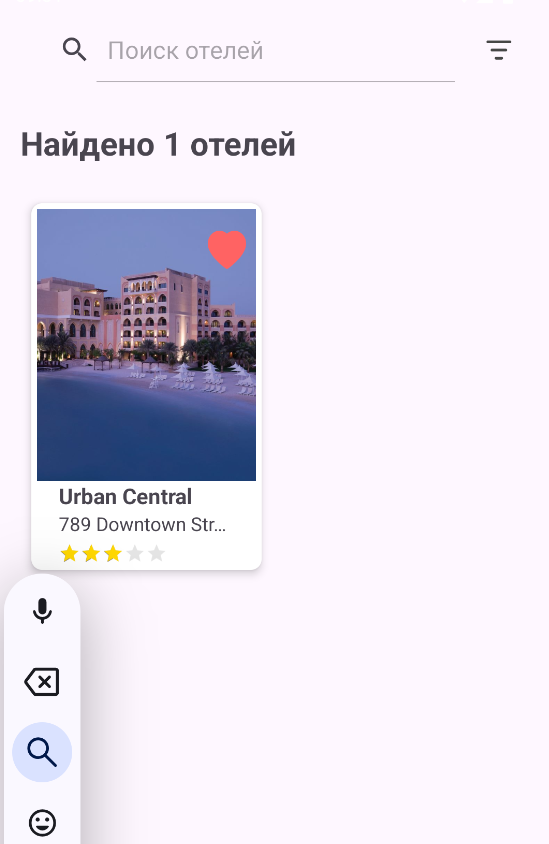 Поиск отелей
Найдено 1 отелей
Urban Central
789 Downtown Str...